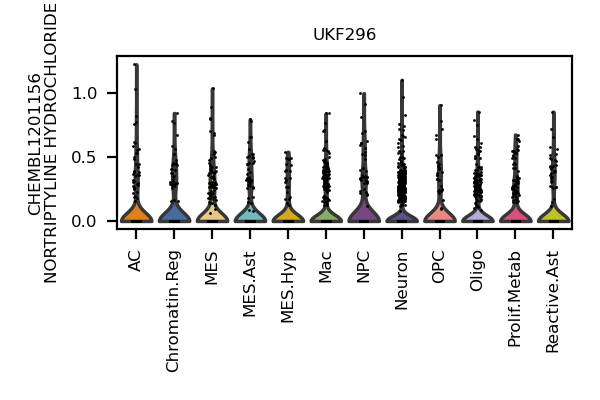 UKF296
CHEMBL1201156
NORTRIPTYLINE HYDROCHLORIDE
1.0
0.5
0.0
AC
Chromatin.Reg
MES
MES.Ast
MES.Hyp
Mac
NPC
Neuron
OPC
Oligo
Prolif.Metab
Reactive.Ast